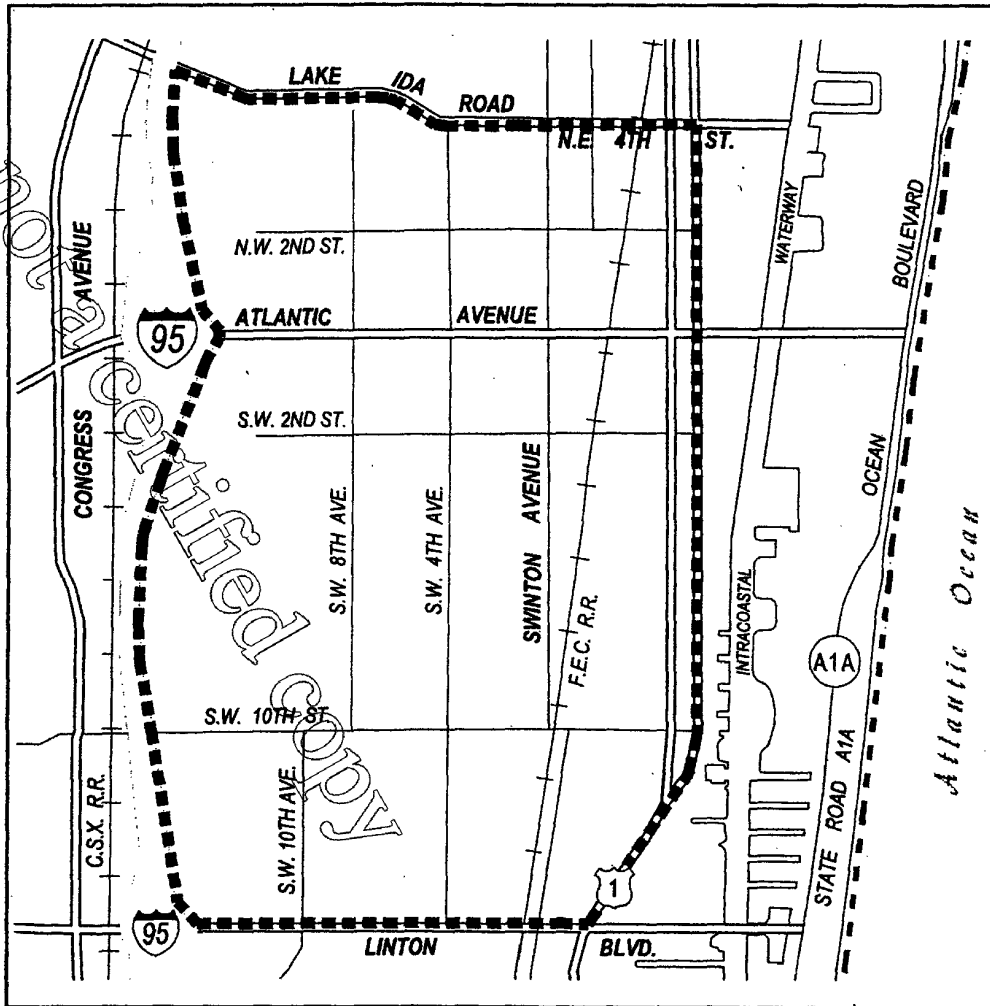 LAKE IDA ROAD
N.E. 4TH ST.
WATERWAY
BOULEVARD
N.W. 2ND ST.
AVENUE
95
ATLANTIC AVENUE
CONGRESS
S.W. 2ND ST.
OCEAN
S.W. 8TH AVE.
S.W. 4TH AVE.
SWINTON AVENUE
F.E.C. R.R.
INTRACOASTAL
A1A
Atlantic Ocean
S.W. 10TH ST.
C.S.X. R.R.
S.W. 10TH AVE.
STATE ROAD A1A
1
95
LINTON BLVD.
not a certified copy